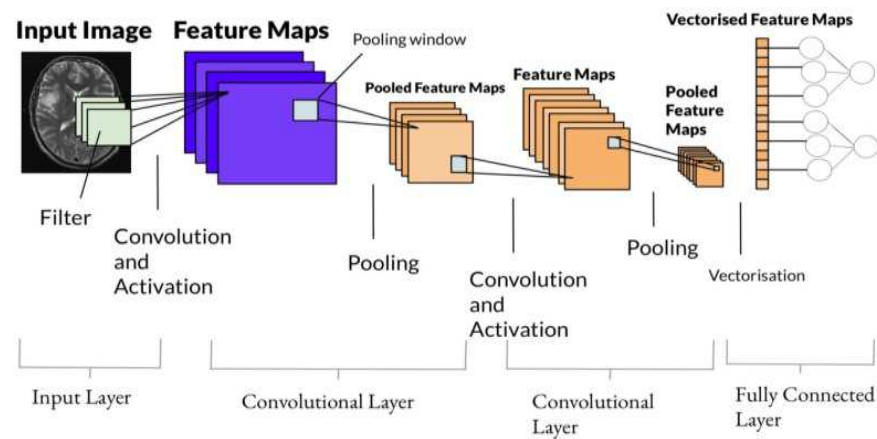 Input Image
Feature Maps
Pooling window
Pooled Feature Maps
Feature Maps
Vectorised Feature Maps
Pooled
Feature
Maps
Filter
Convolution
and
Activation
Pooling
Convolution
and
Activation
Pooling
Vectorisation
Input Layer
Convolutional Layer
Convolutional
Layer
Fully Connected
Layer